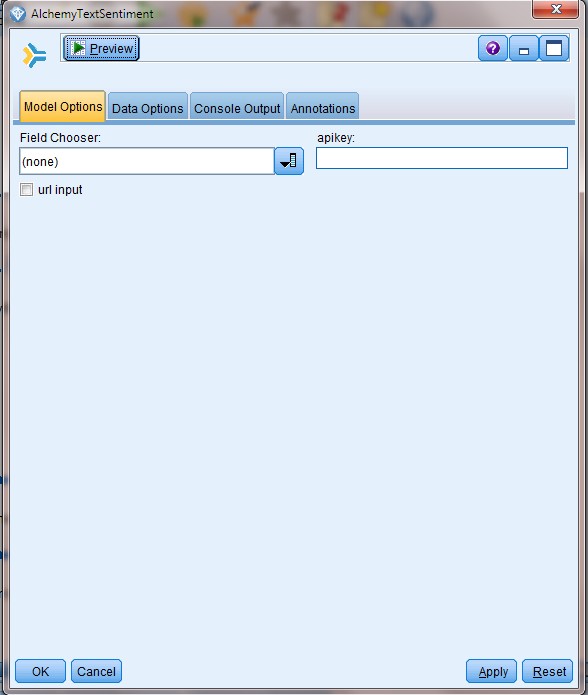 AlchemyTextSentiment
Preview
?
Model Options Data Options Console Output Annotations
Field Chooser: apikey:
(none)
url input
OK Cancel Apply Reset